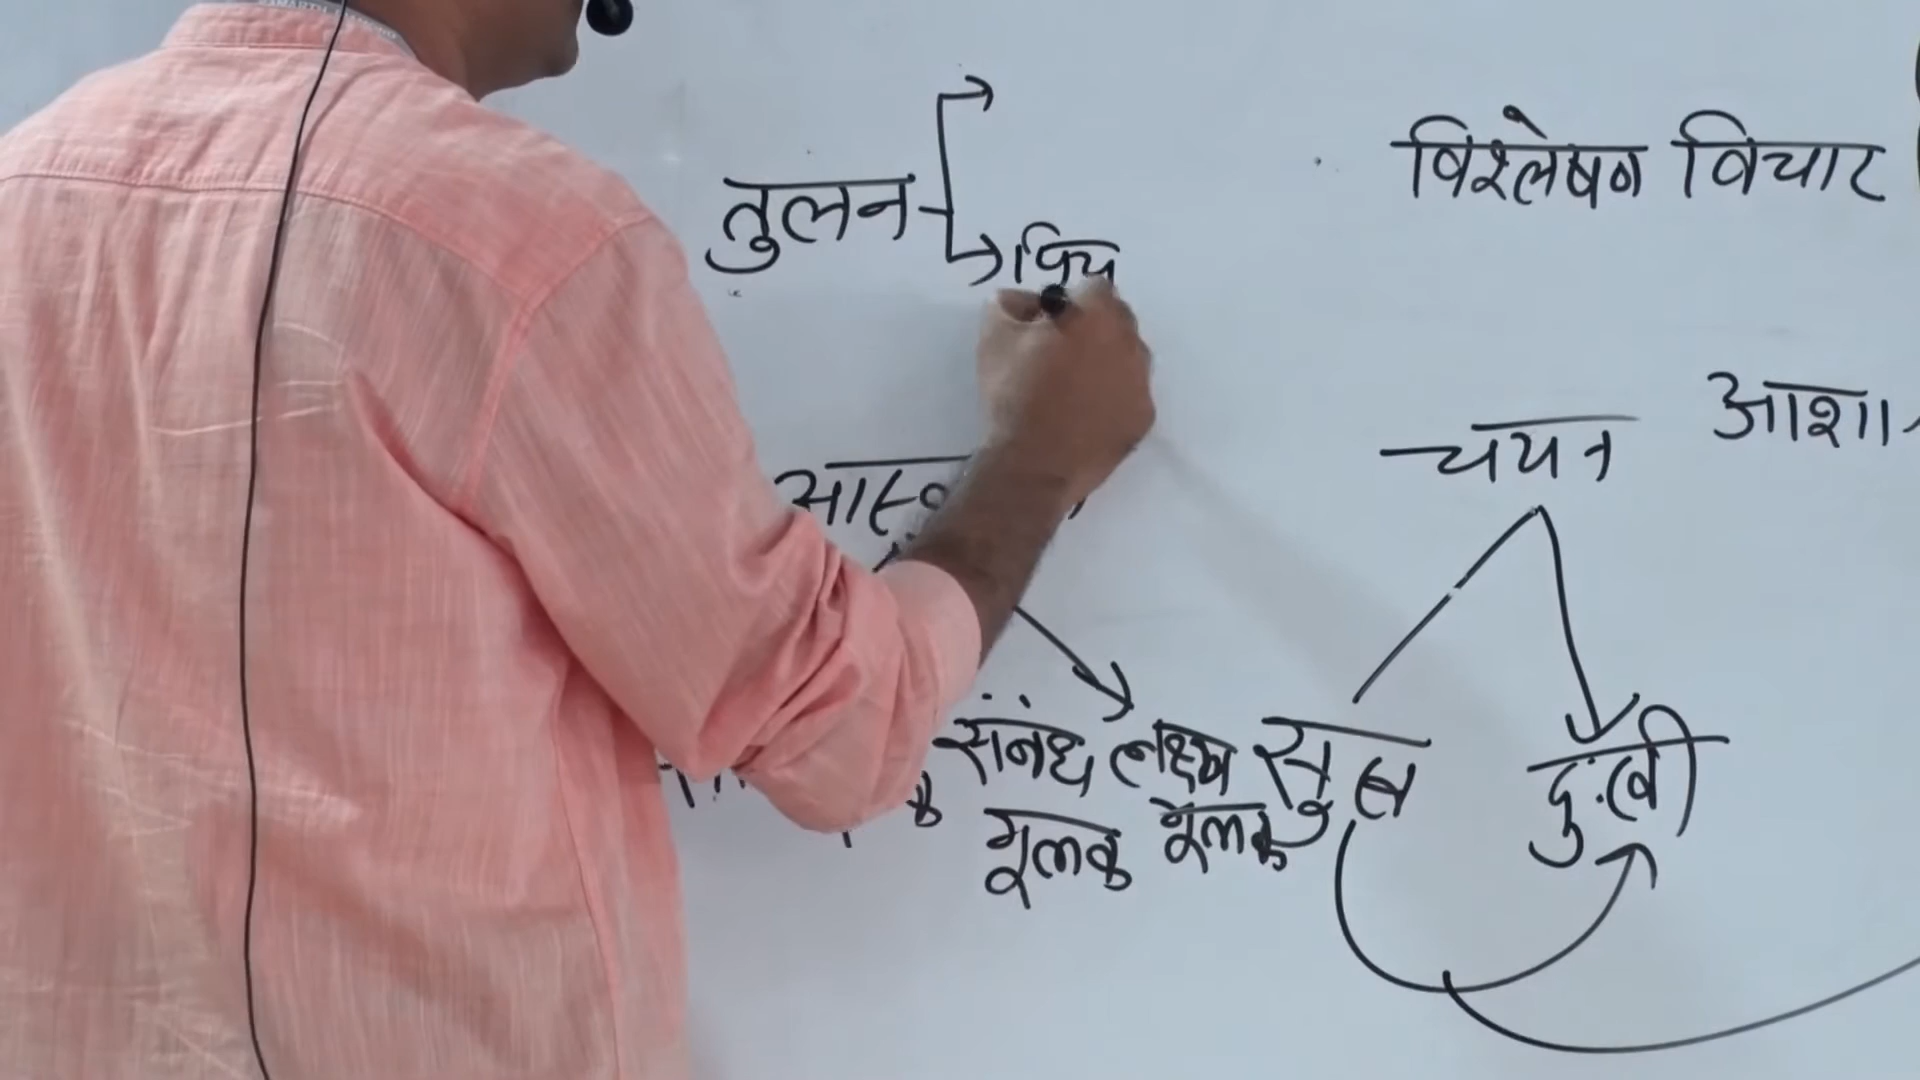 तुलन
विश्लेषण विचार
चयन
आशा
संबंध लक्ष्य सुख दुःखी
मूलक मूलक